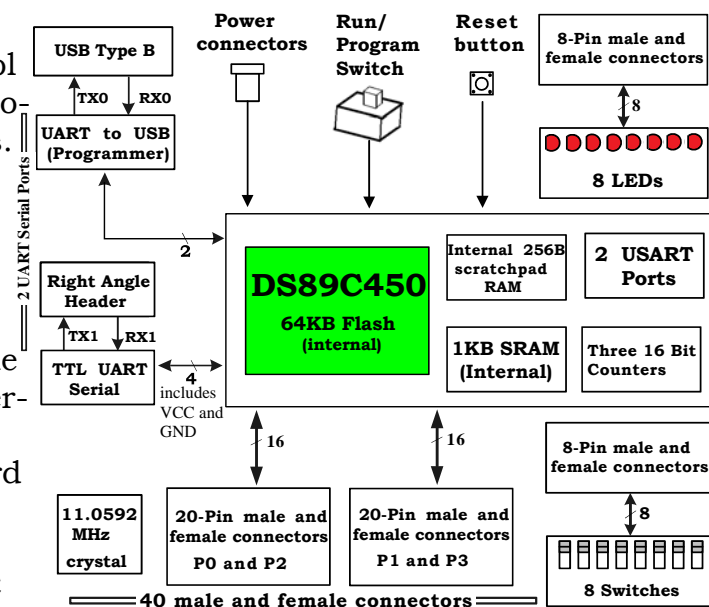 Power
connectors
Run/
Program
Switch
Reset
button
USB Type B
TX0
RX0
UART to USB
(Programmer)
8-Pin male and
female connectors
8
8 LEDs
2 UART Serial Ports
2
Right Angle
Header
TX1
RX1
TTL UART
Serial
4
includes
VCC and
GND
DS89C450
64KB Flash
(internal)
Internal 256B
scratchpad
RAM
2 USART
Ports
1KB SRAM
(Internal)
Three 16 Bit
Counters
16
16
11.0592
MHz
crystal
20-Pin male and
female connectors
P0 and P2
20-Pin male and
female connectors
P1 and P3
8-Pin male and
female connectors
8
8 Switches
40 male and female connectors